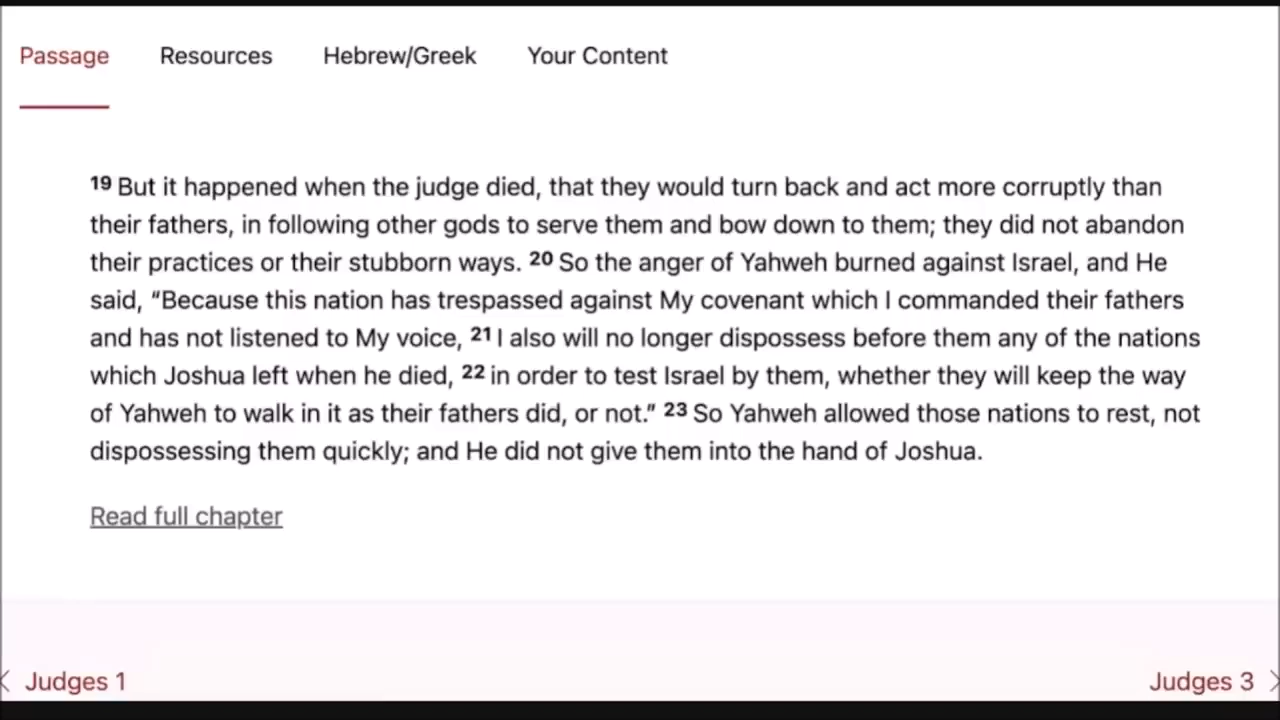 Passage Resources Hebrew/Greek Your Content
19 But it happened when the judge died, that they would turn back and act more corruptly than
their fathers, in following other gods to serve them and bow down to them; they did not abandon
their practices or their stubborn ways. 20 So the anger of Yahweh burned against Israel, and He
said, "Because this nation has trespassed against My covenant which I commanded their fathers
and has not listened to My voice, 21 I also will no longer dispossess before them any of the nations
which Joshua left when he died, 22 in order to test Israel by them, whether they will keep the way
of Yahweh to walk in it as their fathers did, or not." 23 So Yahweh allowed those nations to rest, not
dispossessing them quickly; and He did not give them into the hand of Joshua.
Read full chapter
Judges 1 Judges 3